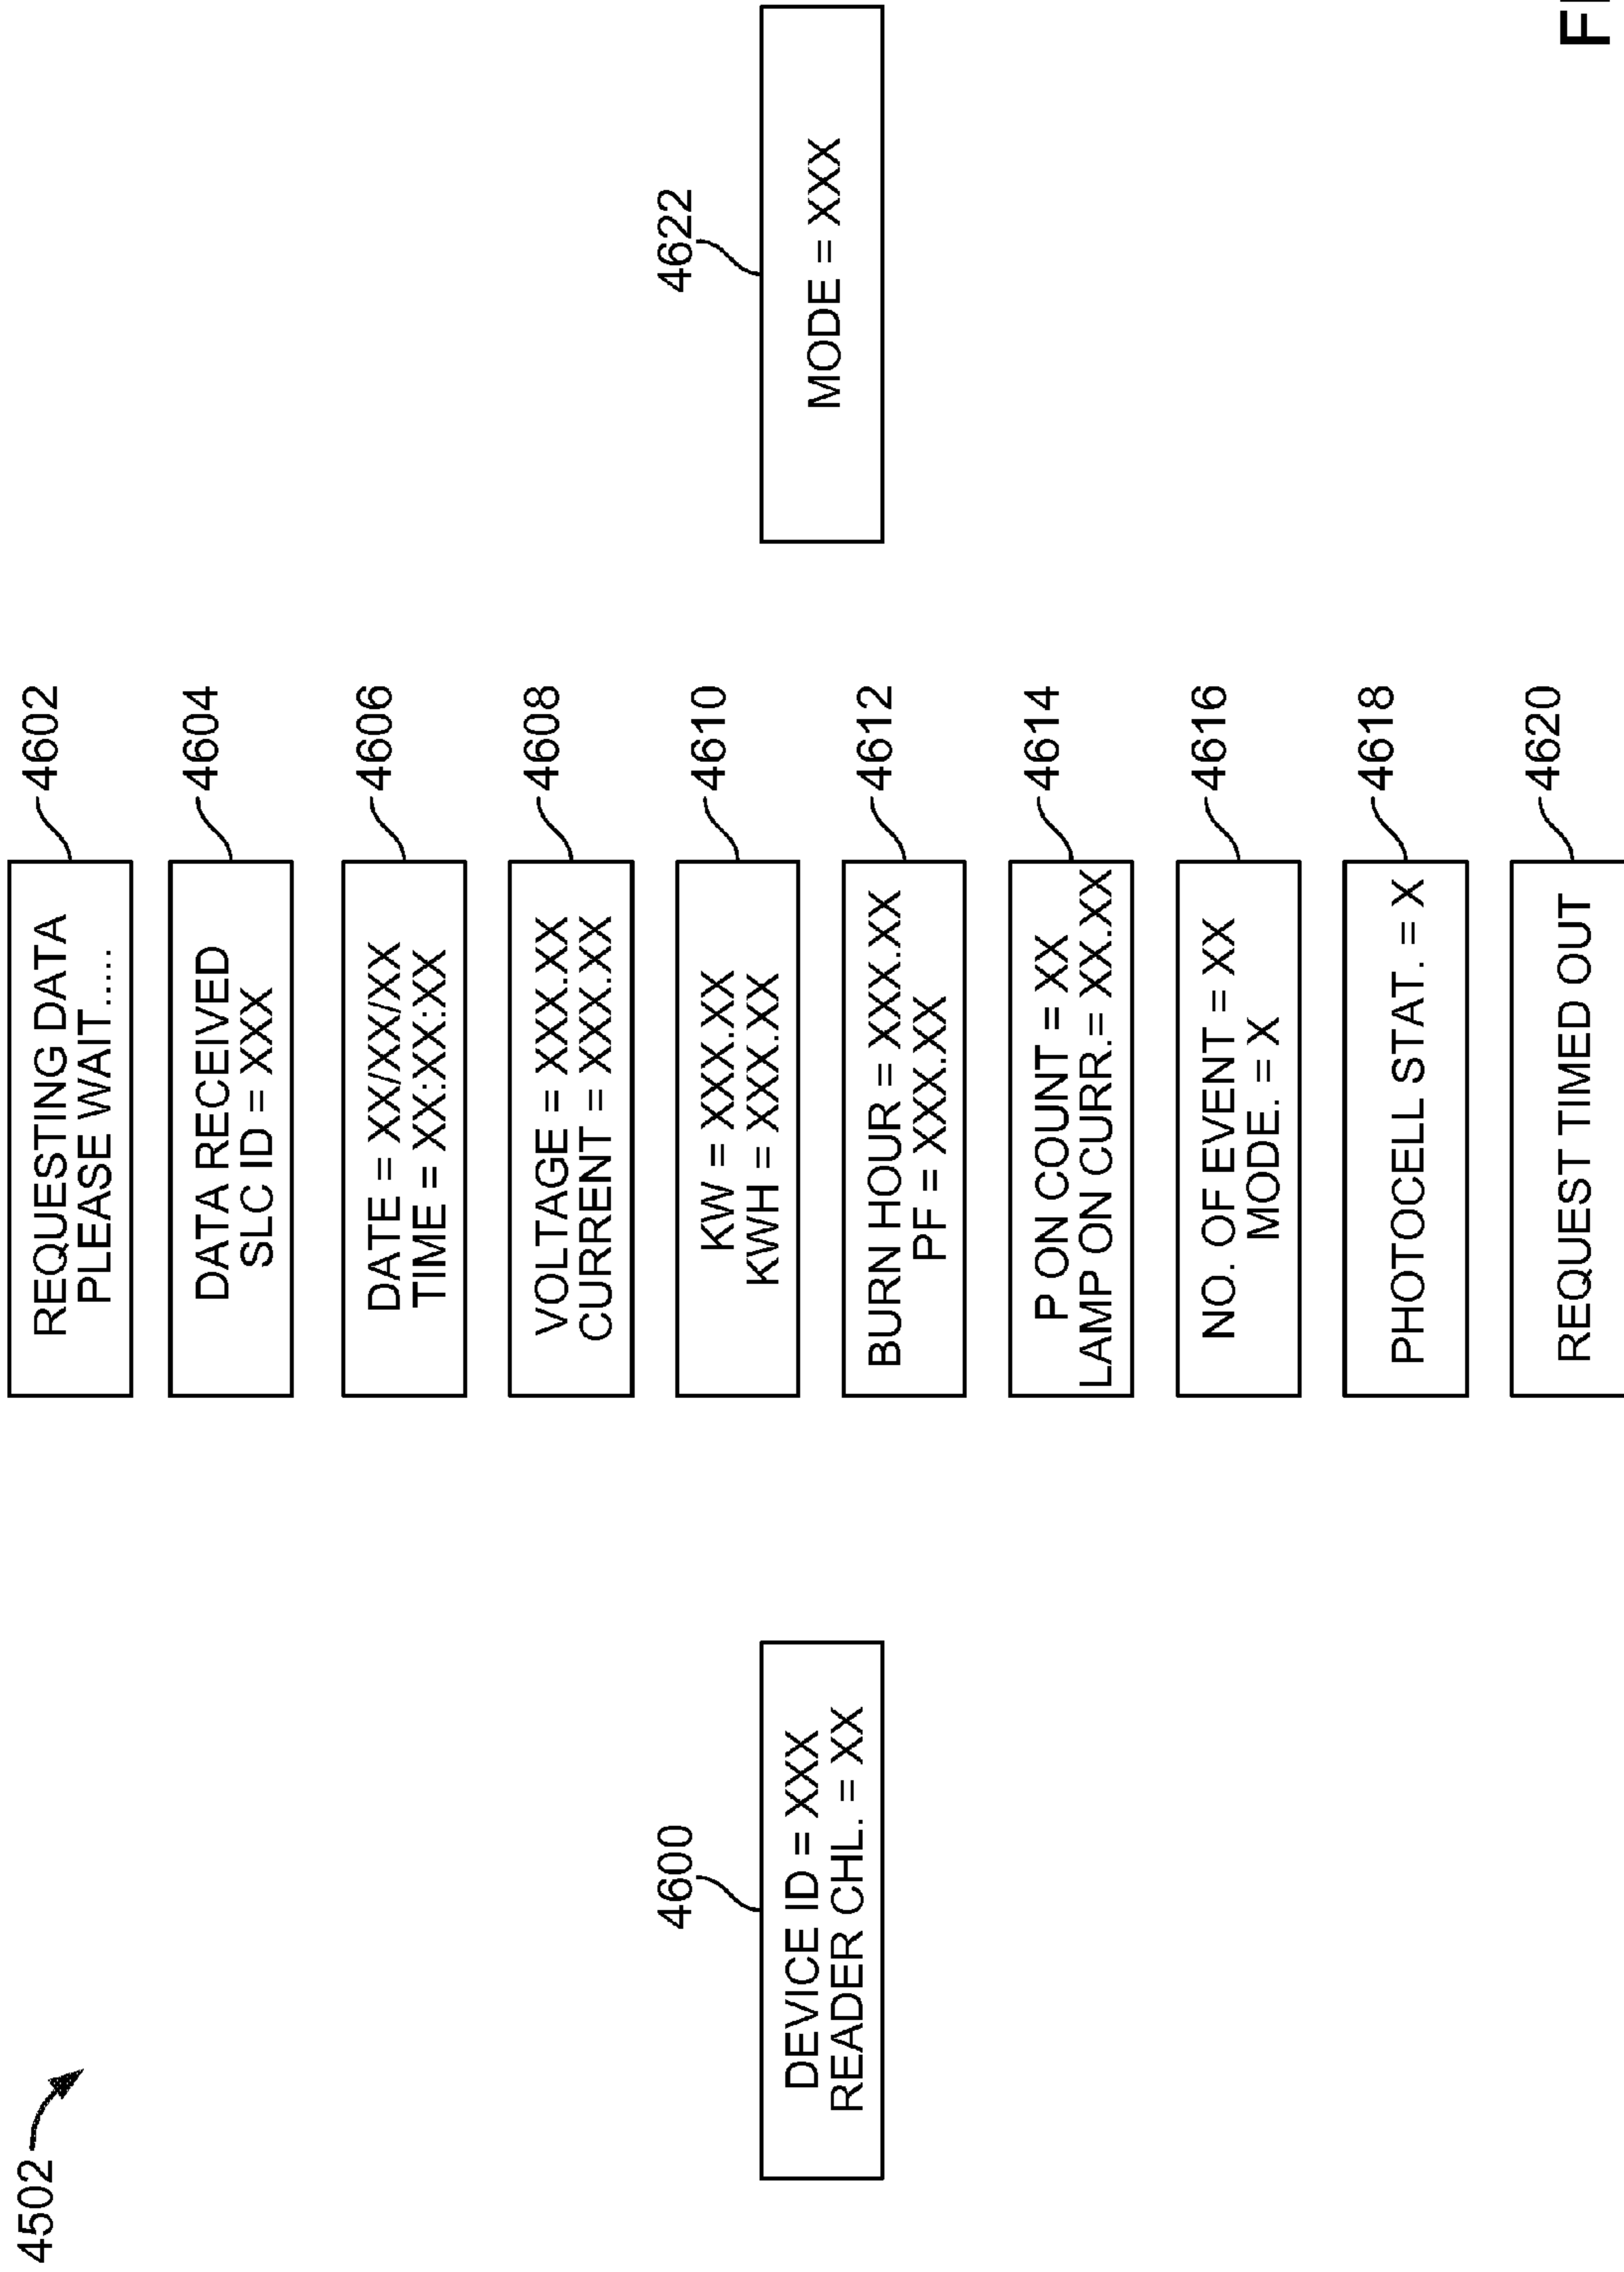 4502
4600
DEVICE ID = XXX
READER CHL. = XX
REQUESTING DATA
PLEASE WAIT.....
4602
DATA RECEIVED
SLC ID = XXX
4604
DATE = XX/XX/XX
TIME = XX:XX:XX
4606
VOLTAGE = XXX.XX
CURRENT = XXX.XX
4608
KW = XXX.XX
KWH = XXX.XX
4610
BURN HOUR = XXX.XX
PF = XXX.XX
4612
P ON COUNT = XX
LAMP ON CURR.= XX.XX
4614
NO. OF EVENT = XX
MODE. = X
4616
PHOTOCELL STAT. = X
4618
REQUEST TIMED OUT
4620
4622
MODE = XXX